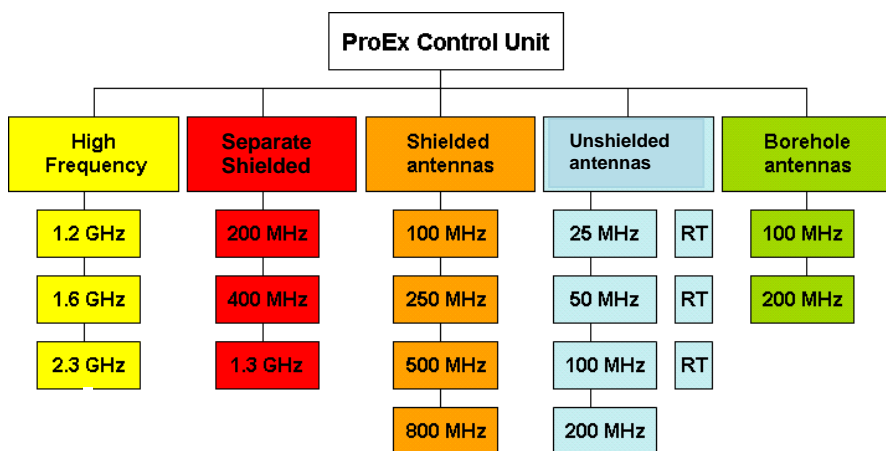 ProEx Control Unit
High
Frequency
Separate
Shielded
Shielded
antennas
Unshielded
antennas
Borehole
antennas
1.2 GHz
200 MHz
100 MHz
25 MHz
RT
100 MHz
1.6 GHz
400 MHz
250 MHz
50 MHz
RT
200 MHz
2.3 GHz
1.3 GHz
500 MHz
100 MHz
RT
800 MHz
200 MHz